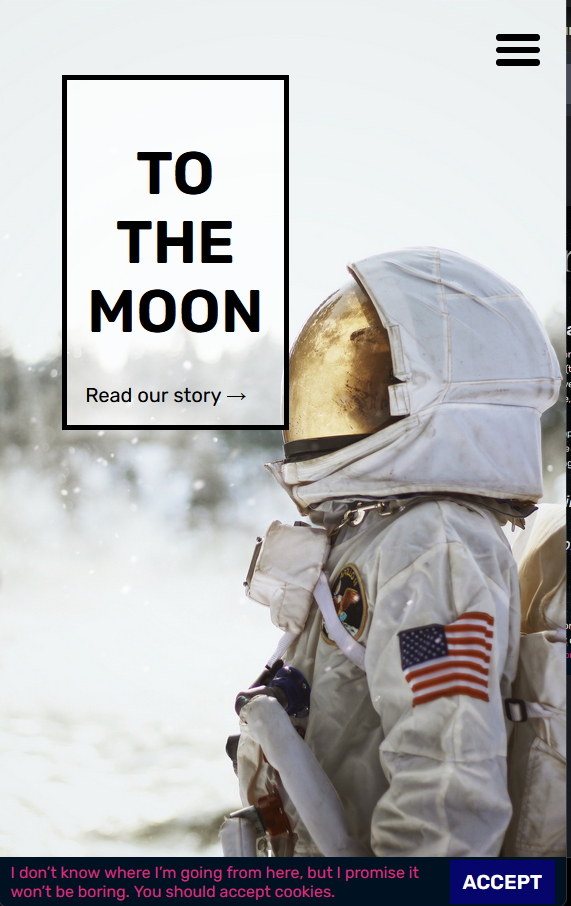 TO
THE
MOON
Read our story →
I don’t know where I’m going from here, but I promise it
won’t be boring. You should accept cookies.
ACCEPT